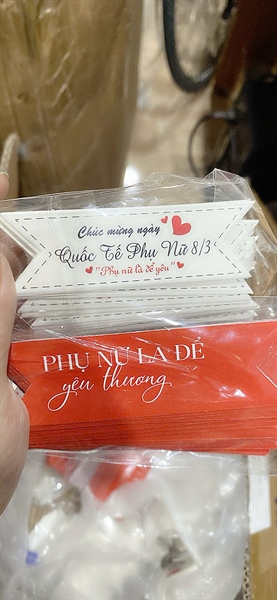 Chúc mừng ngày
Quốc Tế Phụ Nữ 8/3
"Phụ nữ là để yêu"
PHỤ NỮ LÀ ĐỂ
yêu thương